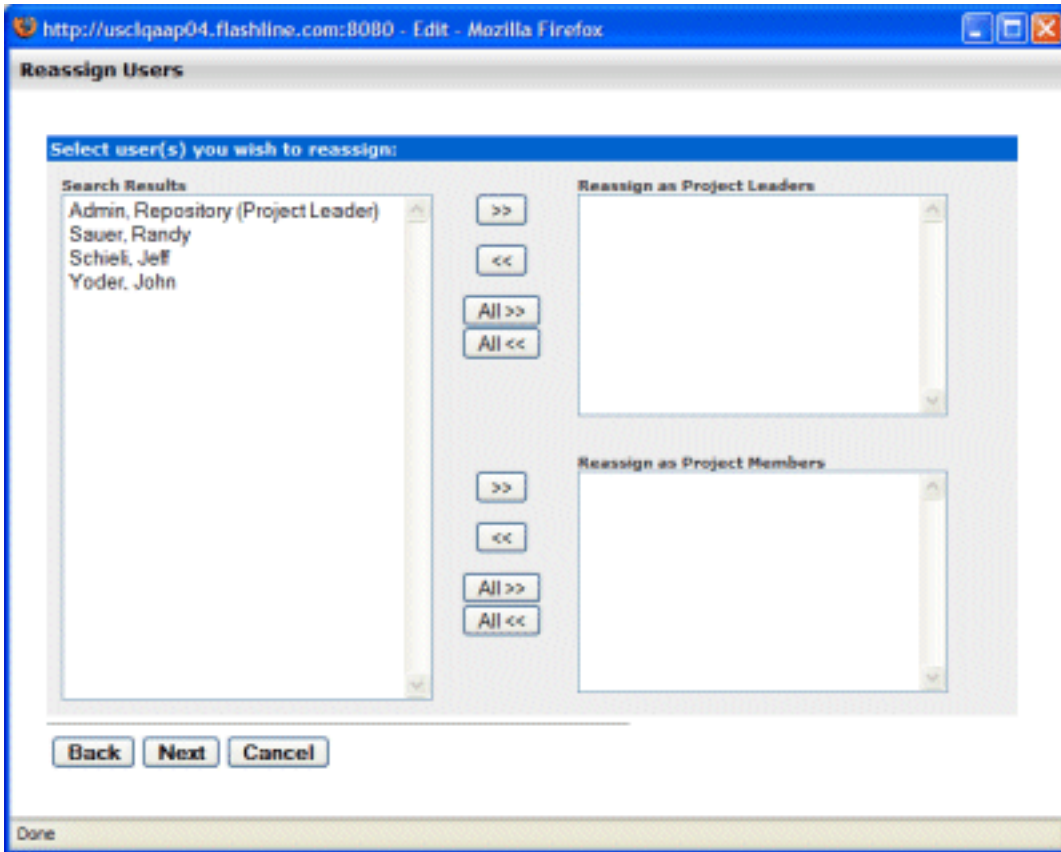 http://usclqaap04.flashline.com:8080 - Edit - Mozilla Firefox
Reassign Users
Select user(s) you wish to reassign:
Search Results
Admin, Repository (Project Leader)
Sauer, Randy
Schieli, Jeff
Yoder, John
>>
<<
All >>
All <<
Reassign as Project Leaders
>>
<<
All >>
All <<
Reassign as Project Members
Back Next Cancel
Done